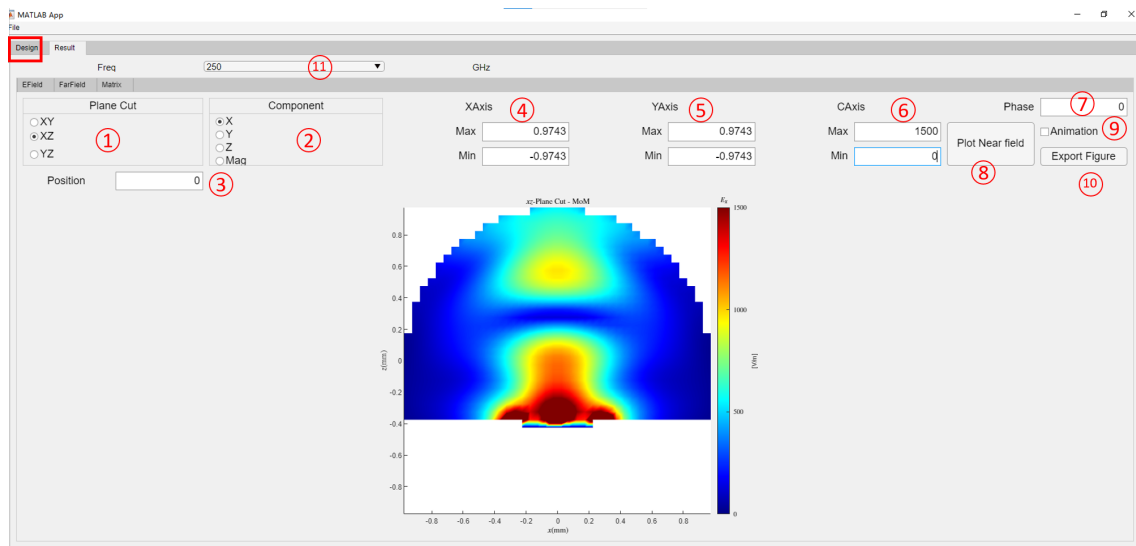 MATLAB App
File
Design Result
Freq 250 ⑪ GHz
EField FarField Matrix
Plane Cut Component XAxis ④ YAxis ⑤ CAxis ⑥ Phase ⑦ 0
XY X Max 0.9743 Max 0.9743 Max 1500 Animation ⑨
XZ ① Y ② Plot Near field
YZ Z Min -0.9743 Min -0.9743 Min 0 Export Figure
Mag ⑧ ⑩
Position 0 ③
xz-Plane Cut - MoM
0.8
0.6
0.4
0.2
0
-0.2
-0.4
-0.6
-0.8
z(mm)
-0.8 -0.6 -0.4 -0.2 0 0.2 0.4 0.6 0.8
x(mm)
1500
1000
500
0
[V/m]